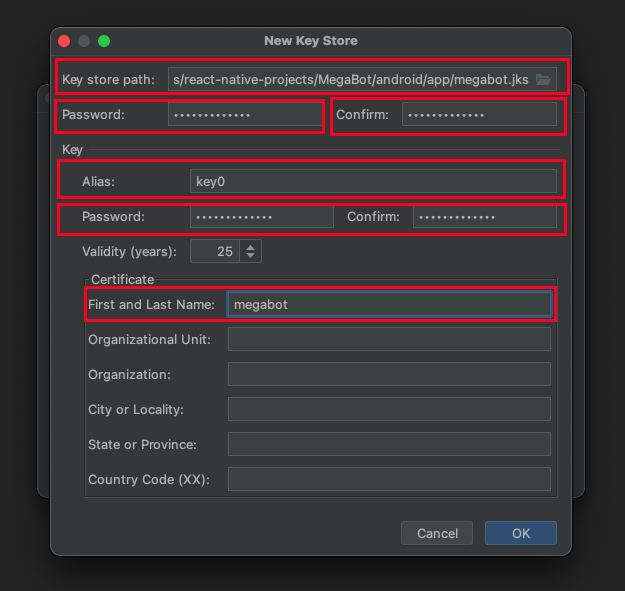 New Key Store
Key store path: s/react-native-projects/MegaBot/android/app/megabot.jks
Password: ••••••••••••• Confirm: •••••••••••••
Key
Alias: key0
Password: ••••••••••••• Confirm: •••••••••••••
Validity (years): 25
Certificate
First and Last Name: megabot
Organizational Unit:
Organization:
City or Locality:
State or Province:
Country Code (XX):
Cancel OK